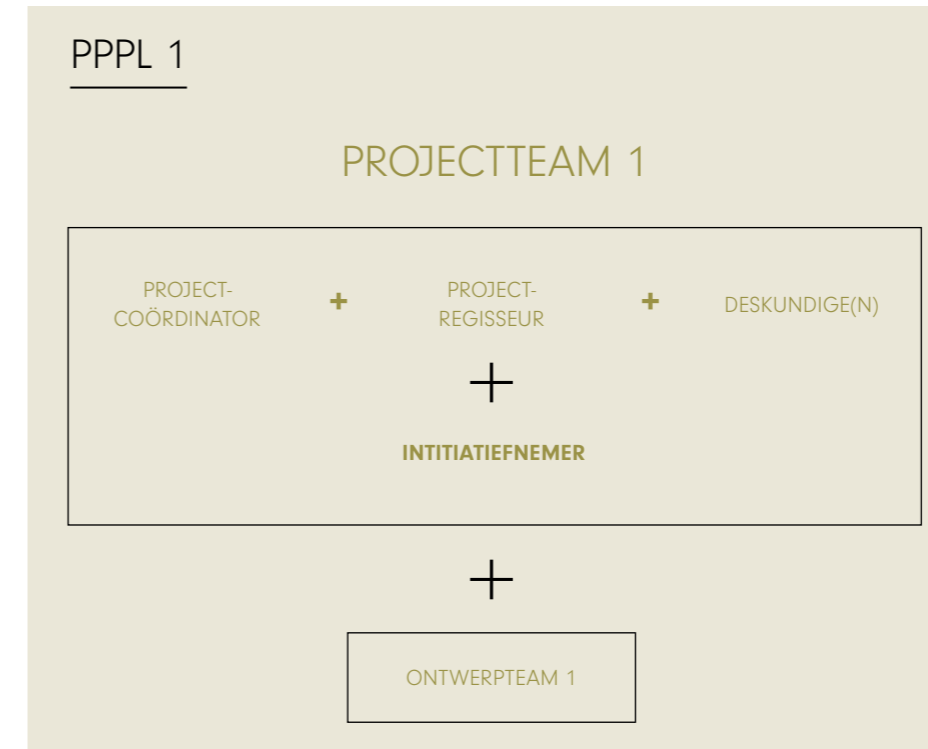 PPPL 1
PROJECTTEAM 1
PROJECT-
COÖRDINATOR
+
PROJECT-
REGISSEUR
+
DESKUNDIGE(N)
+
INTITIATIEFNEMER
+
ONTWERPTEAM 1